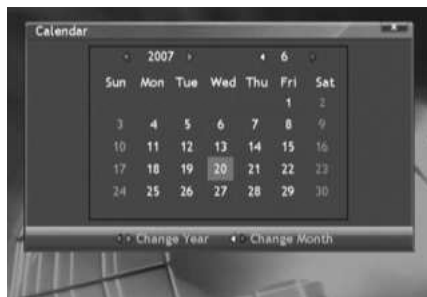 Calendar
2007 6
Sun Mon Tue Wed Thu Fri Sat
1 2
3 4 5 6 7 8 9
10 11 12 13 14 15 16
17 18 19 20 21 22 23
24 25 26 27 28 29 30
Change Year Change Month